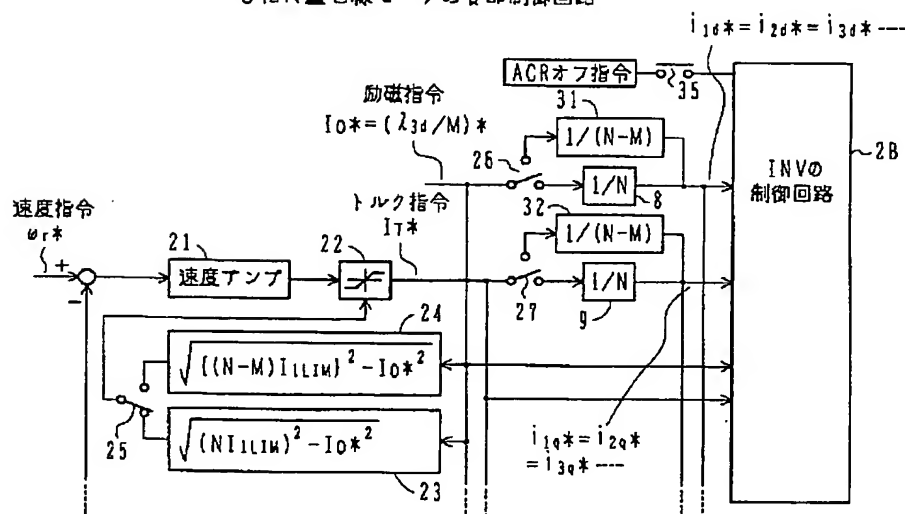 i1d* = i2d* = i3d* ----
ACRオフ指令
35
励磁指令
I0* = (λ3d/M)*
31
1/(N-M)
26
1/N
8
INVの
制御回路
2B
速度指令
ωr*
+
-
21
速度アンプ
22
トルク指令
IT*
32
1/(N-M)
27
1/N
9
24
√{(N-M)I1LIM}² - I0*²
25
√(NI1LIM)² - I0*²
23
i1q* = i2q*
= i3q* ----